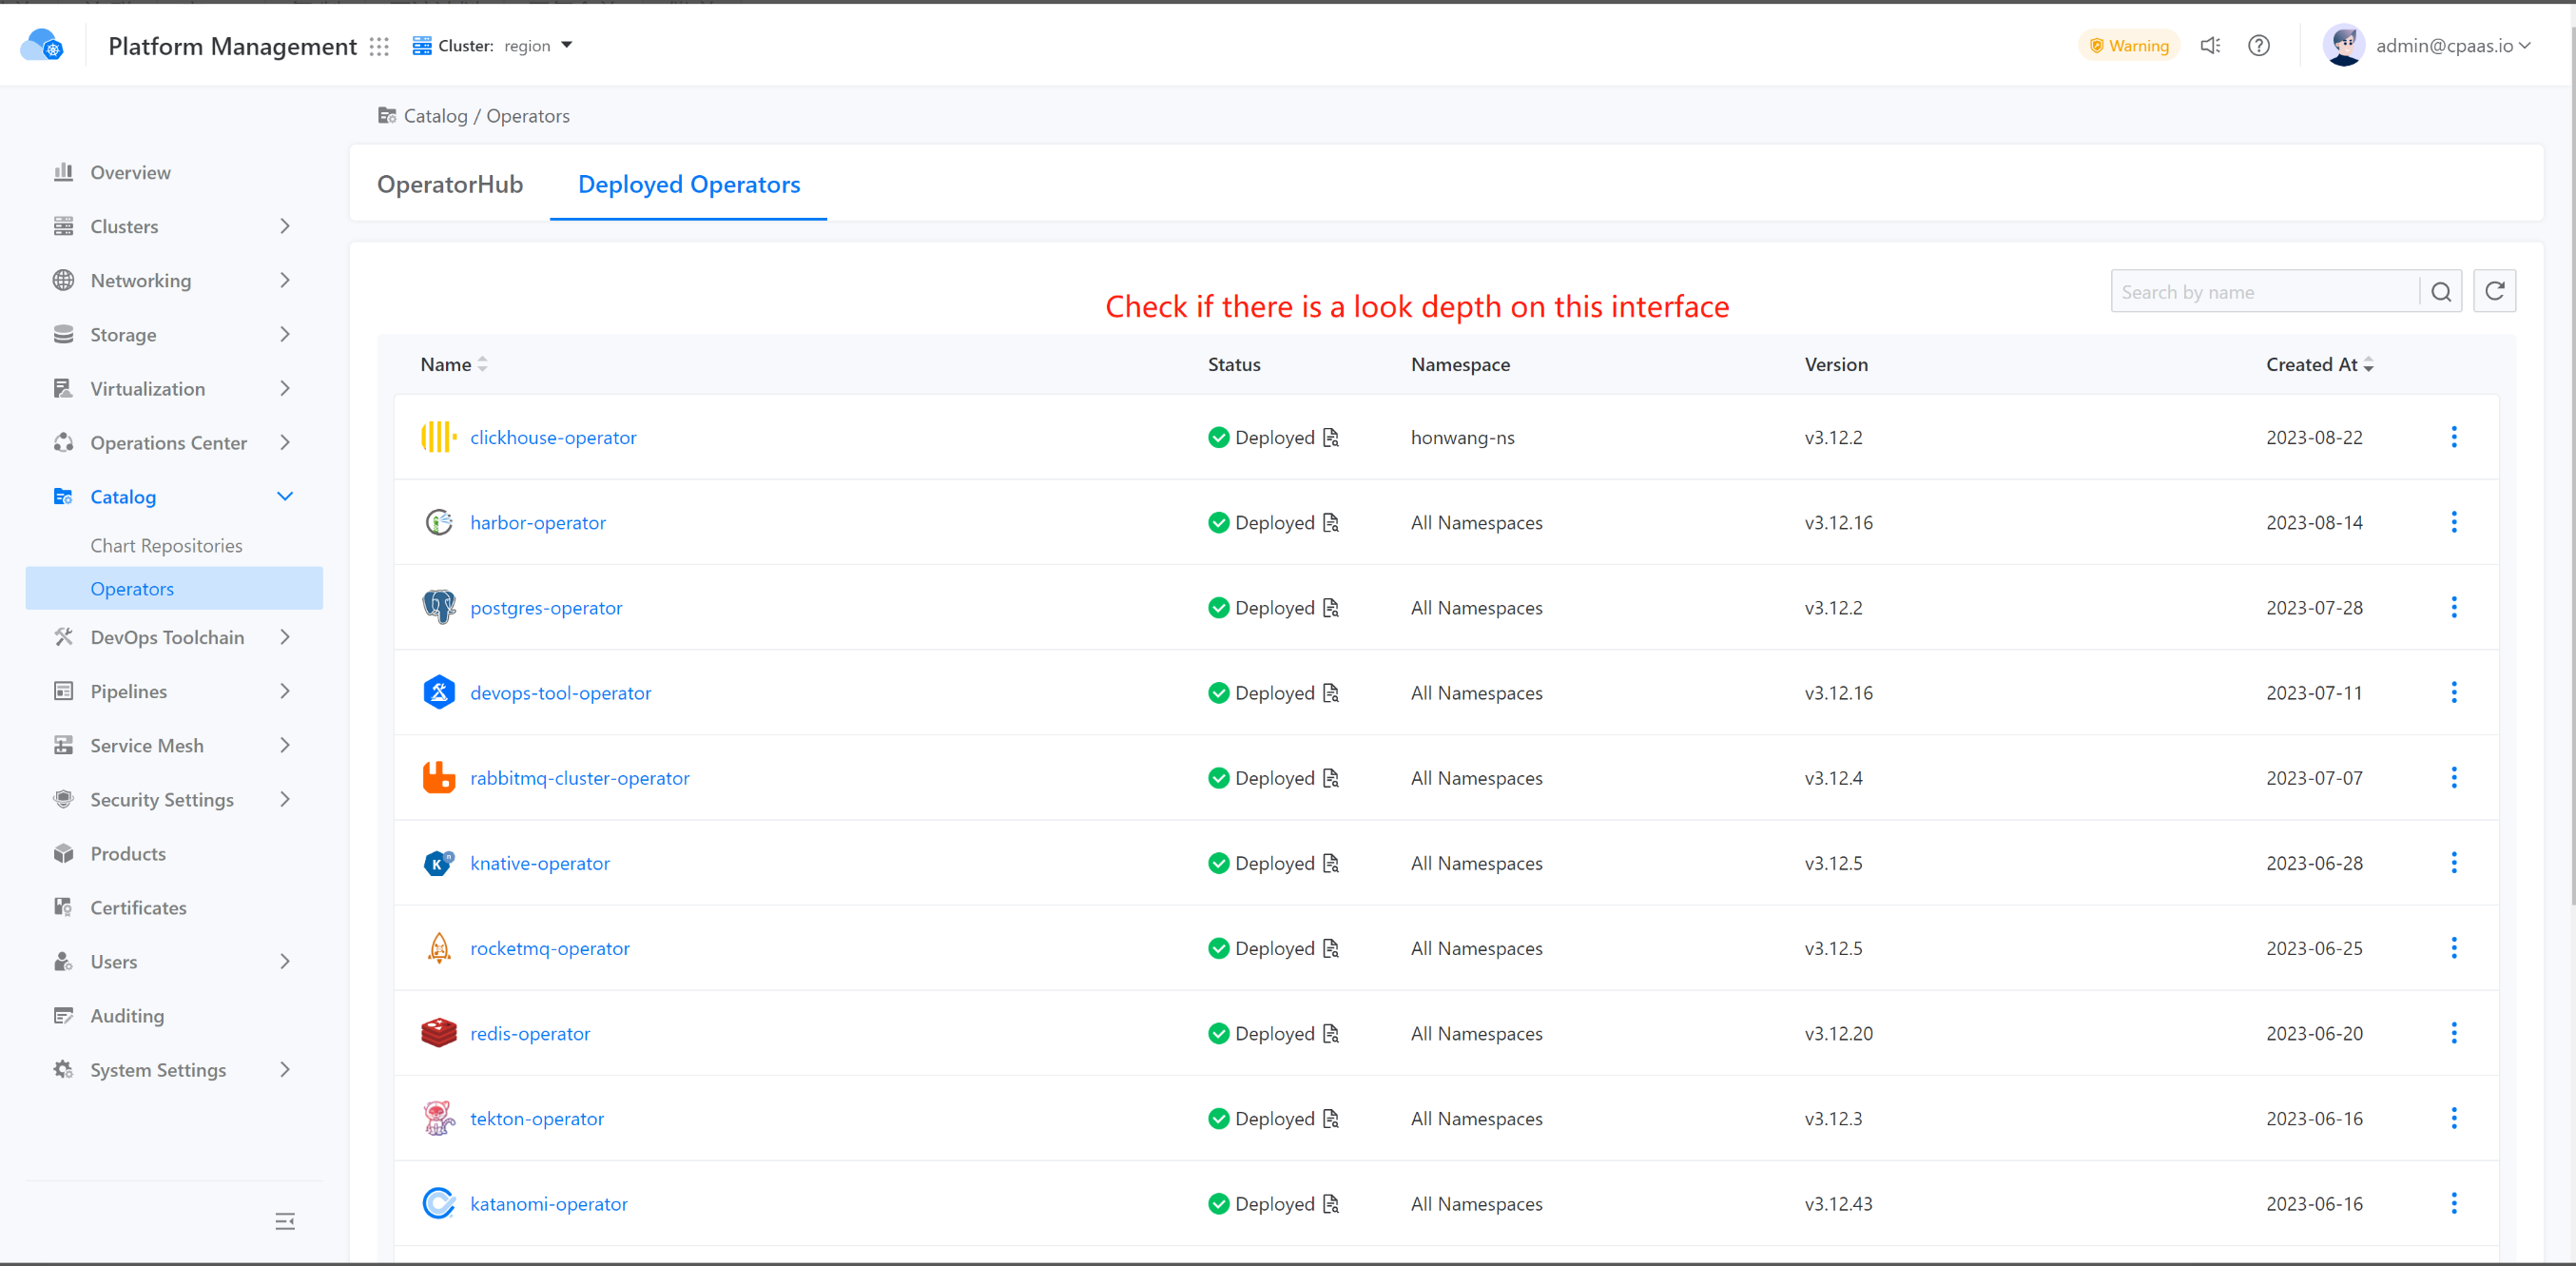 Platform Management Cluster: region Warning admin@cpaas.io
Catalog / Operators
Overview
Clusters
Networking
Storage
Virtualization
Operations Center
Catalog
Chart Repositories
Operators
DevOps Toolchain
Pipelines
Service Mesh
Security Settings
Products
Certificates
Users
Auditing
System Settings
OperatorHub Deployed Operators
Search by name
Check if there is a look depth on this interface
Name Status Namespace Version Created At
clickhouse-operator Deployed honwang-ns v3.12.2 2023-08-22
harbor-operator Deployed All Namespaces v3.12.16 2023-08-14
postgres-operator Deployed All Namespaces v3.12.2 2023-07-28
devops-tool-operator Deployed All Namespaces v3.12.16 2023-07-11
rabbitmq-cluster-operator Deployed All Namespaces v3.12.4 2023-07-07
knative-operator Deployed All Namespaces v3.12.5 2023-06-28
rocketmq-operator Deployed All Namespaces v3.12.5 2023-06-25
redis-operator Deployed All Namespaces v3.12.20 2023-06-20
tekton-operator Deployed All Namespaces v3.12.3 2023-06-16
katanomi-operator Deployed All Namespaces v3.12.43 2023-06-16